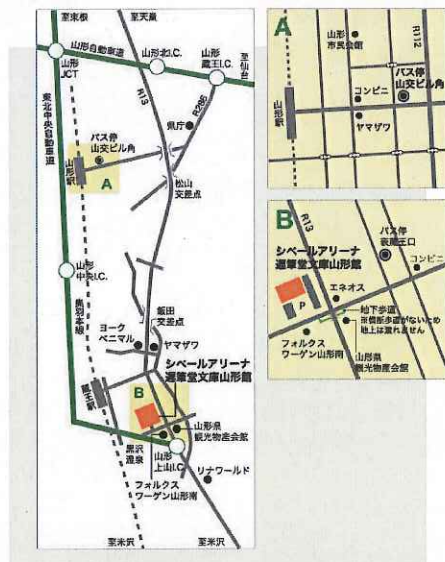 至東根
至天童
山形自動車道
山形北I.C.
山形
蔵王I.C.
至仙台
山形
JCT
R13
R286
東北中央自動車道
県庁
バス停
山交ビル角
山形駅
A
松山
交差点
山形
中央I.C.
奥羽本線
飯田
交差点
ヨーク
ベニマル
ヤマザワ
シベールアリーナ
遅筆堂文庫山形館
蔵王駅
B
山形県
観光物産会館
黒沢
温泉
山形
上山I.C.
フォルクス
ワーゲン山形南
リナワールド
至米沢
至米沢
A
山形
市民会館
R112
バス停
山交ビル角
コンビニ
山形駅
ヤマザワ
B
R13
バス停
表蔵王口
シベールアリーナ
遅筆堂文庫山形館
コンビニ
エネオス
P
地下歩道
※横断歩道がないため
地上は渡れません
フォルクス
ワーゲン山形南
山形県
観光物産会館